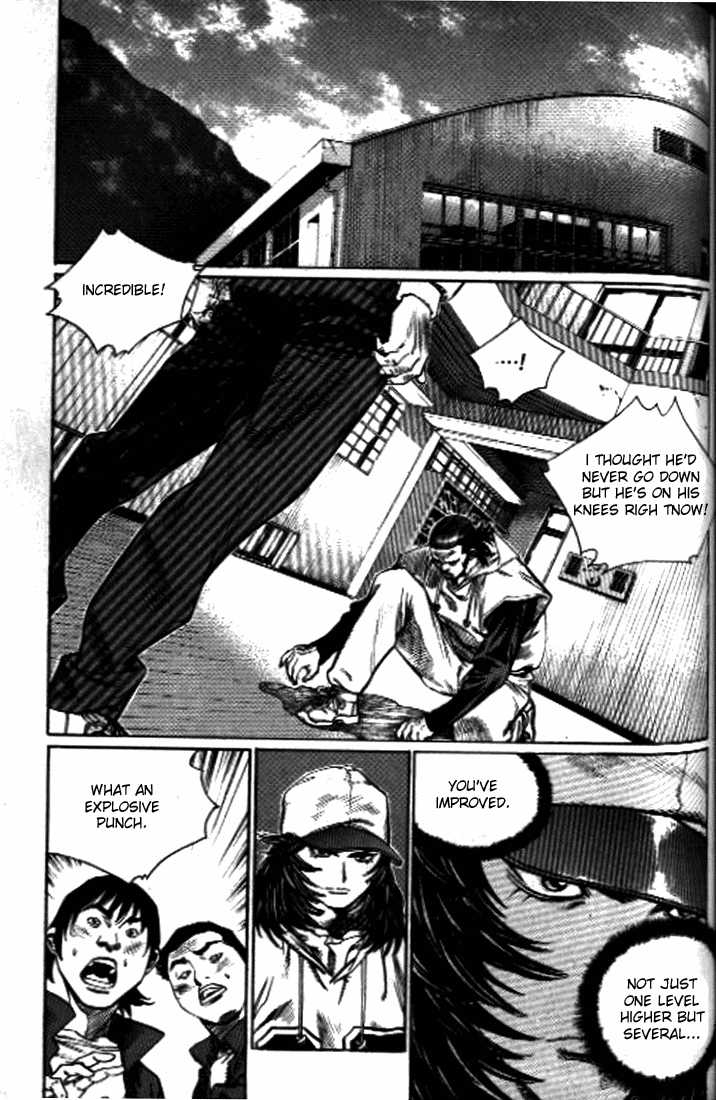 INCREDIBLE!
....!
I THOUGHT HE'D
NEVER GO DOWN
BUT HE'S ON HIS
KNEES RIGH TNOW!
YOU'VE
IMPROVED.
NOT JUST
ONE LEVEL
HIGHER BUT
SEVERAL...
WHAT AN
EXPLOSIVE
PUNCH.